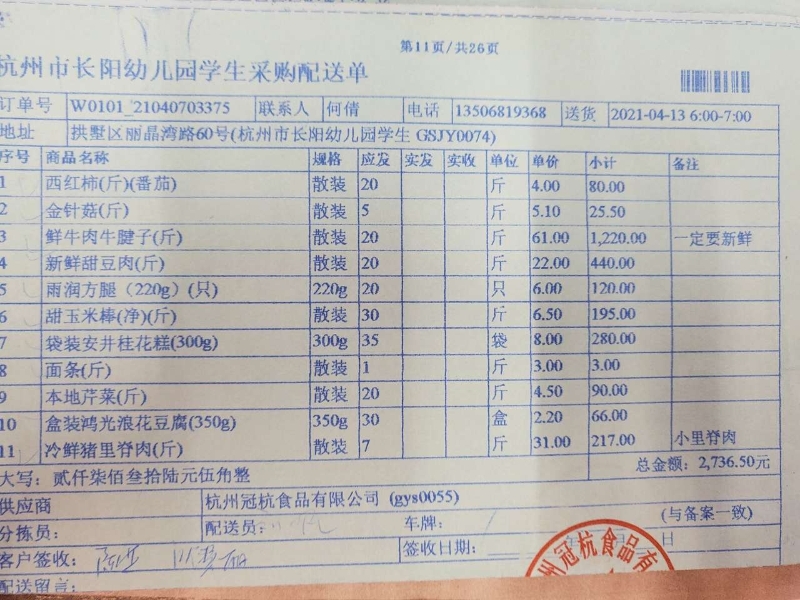 第11页/共26页
杭州市长阳幼儿园学生采购配送单
订单号 W0101_21040703375 联系人 何倩 电话 13506819368 送货 2021-04-13 6:00-7:00
地址 拱墅区丽晶湾路60号(杭州市长阳幼儿园学生 GSJY0074)
序号 商品名称 规格 应发 实发 实收 单位 单价 小计 备注
1 西红柿(斤)(番茄) 散装 20 斤 4.00 80.00
2 金针菇(斤) 散装 5 斤 5.10 25.50
3 鲜牛肉牛腱子(斤) 散装 20 斤 61.00 1,220.00 一定要新鲜
4 新鲜甜豆肉(斤) 散装 20 斤 22.00 440.00
5 雨润方腿（220g）(只) 220g 20 只 6.00 120.00
6 甜玉米棒(净)(斤) 散装 30 斤 6.50 195.00
7 袋装安井桂花糕(300g) 300g 35 袋 8.00 280.00
8 面条(斤) 散装 1 斤 3.00 3.00
9 本地芹菜(斤) 散装 20 斤 4.50 90.00
10 盒装鸿光浪花豆腐(350g) 350g 30 盒 2.20 66.00
11 冷鲜猪里脊肉(斤) 散装 7 斤 31.00 217.00 小里脊肉
大写：贰仟柒佰叁拾陆元伍角整 总金额：2,736.50元
供应商 杭州冠杭食品有限公司 (gys0055)
分拣员： 配送员： 车牌： (与备案一致)
客户签收： 签收日期： 日
配送留言：
州冠杭食品有